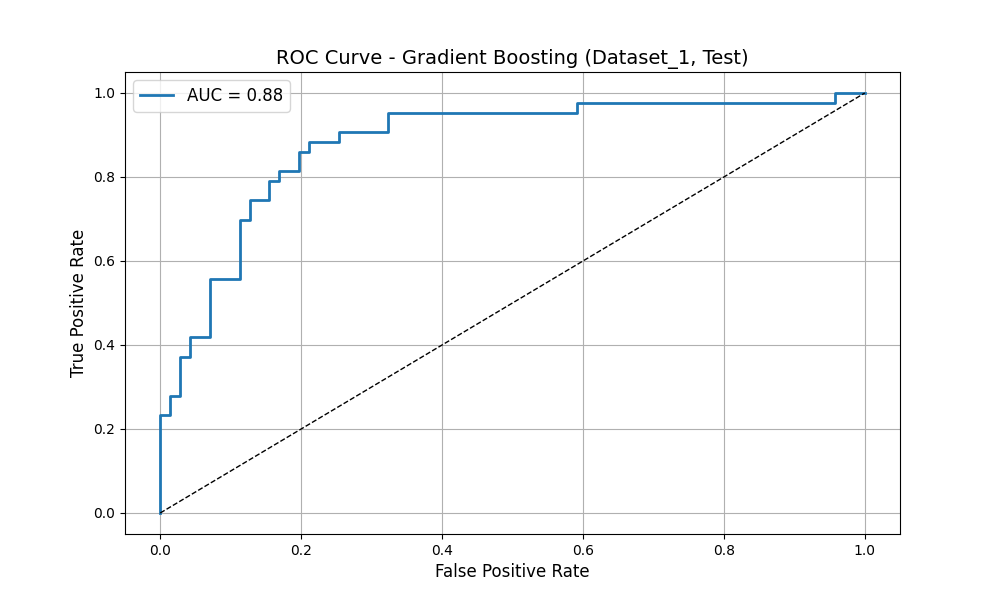 ROC Curve - Gradient Boosting (Dataset_1, Test)
AUC = 0.88
True Positive Rate
1.0
0.8
0.6
0.4
0.2
0.0
0.0 0.2 0.4 0.6 0.8 1.0
False Positive Rate